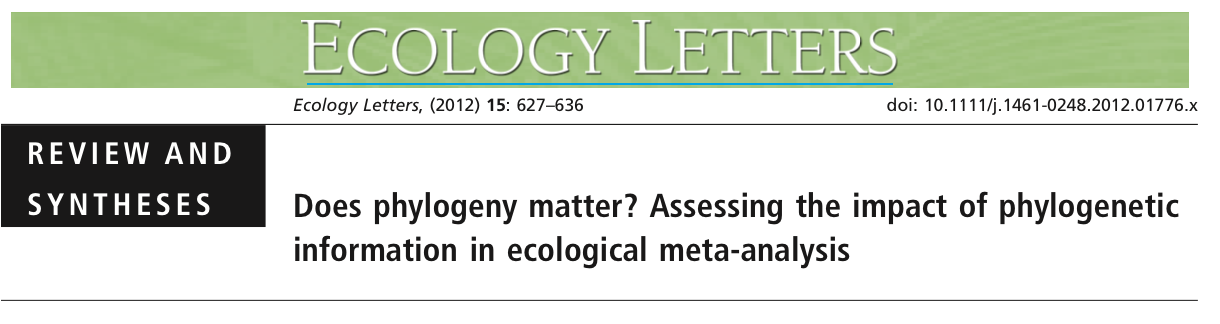 ECOLOGY LETTERS
Ecology Letters, (2012) 15: 627–636
doi: 10.1111/j.1461-0248.2012.01776.x
REVIEW AND
SYNTHESES
Does phylogeny matter? Assessing the impact of phylogenetic
information in ecological meta-analysis